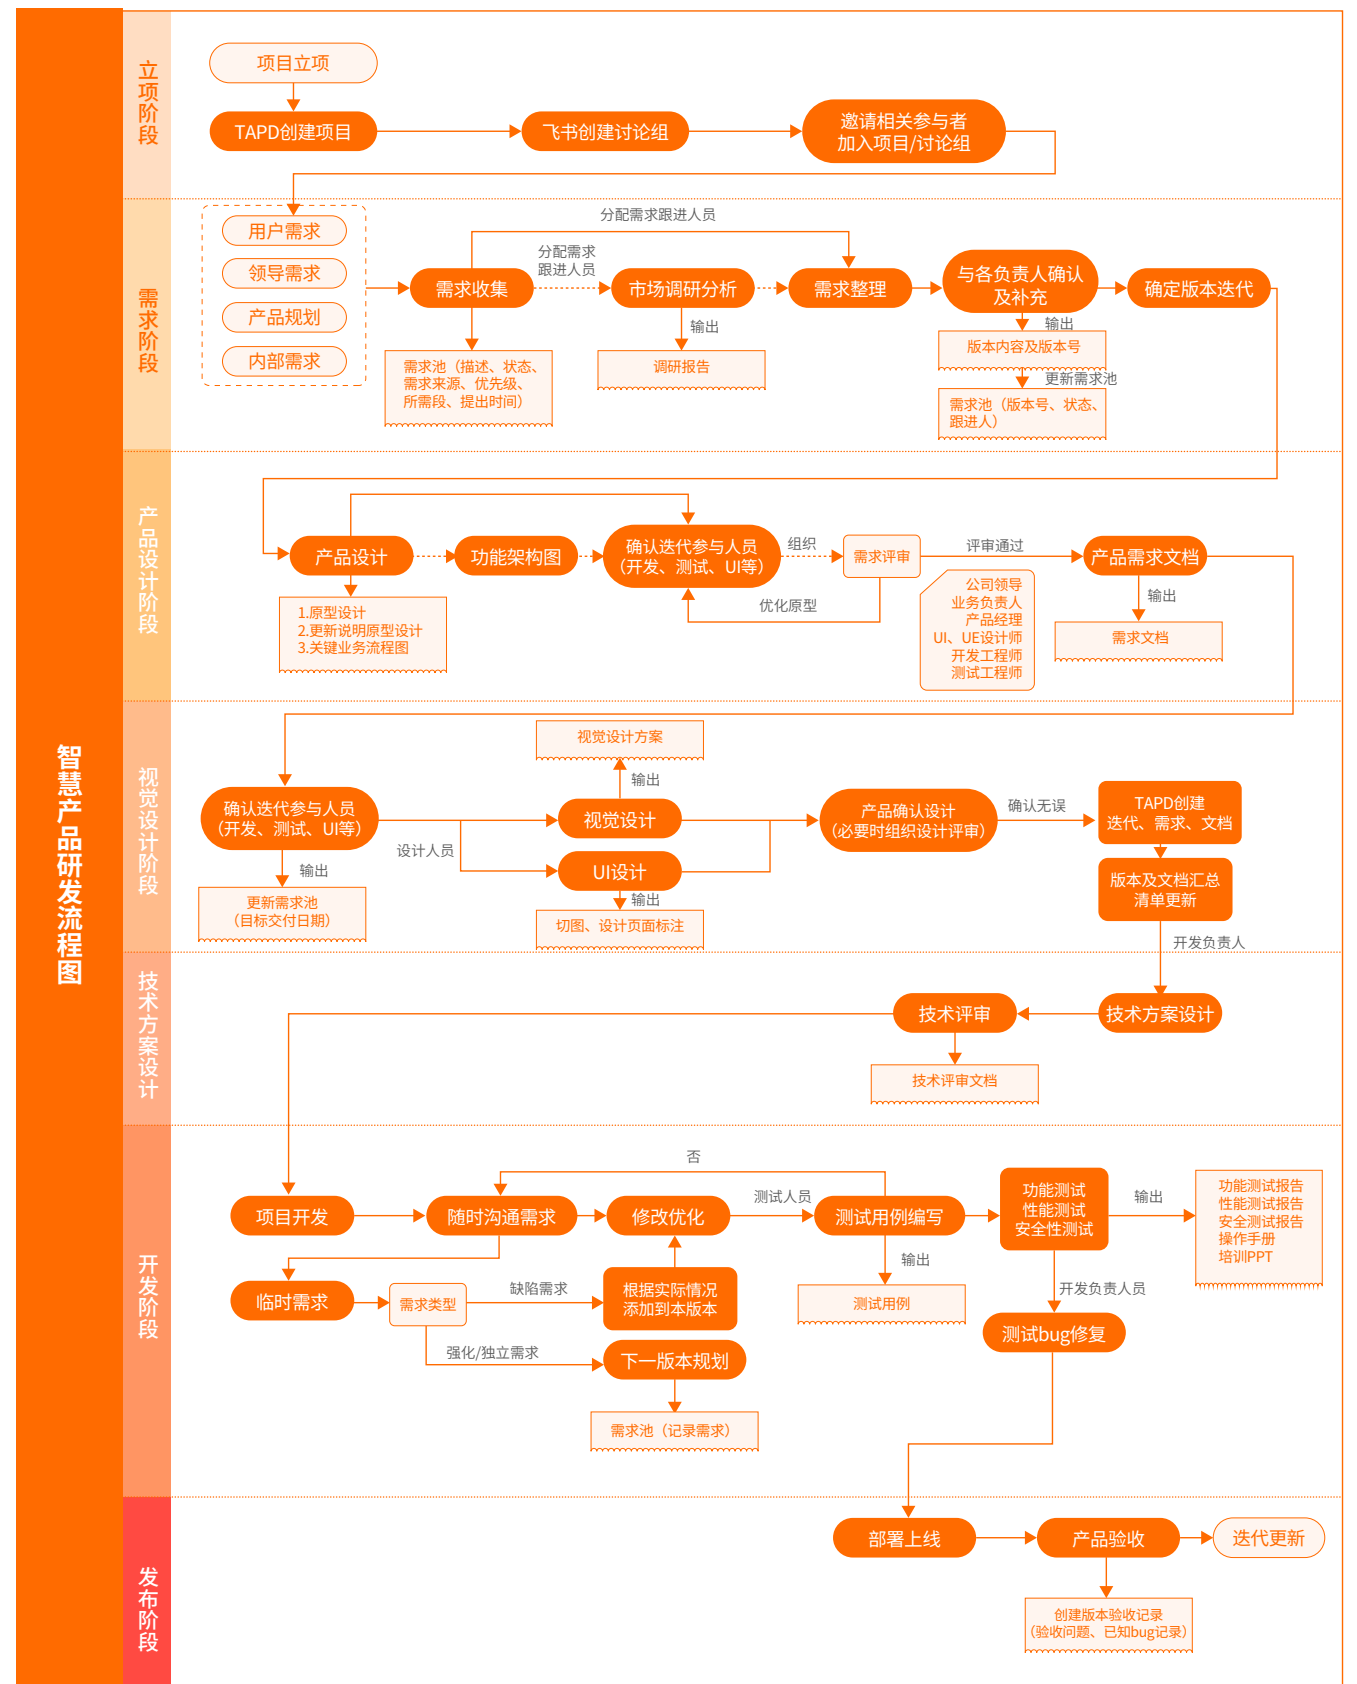 智慧产品研发流程图
立项阶段
项目立项
TAPD创建项目
飞书创建讨论组
邀请相关参与者
加入项目/讨论组
需求阶段
用户需求
领导需求
产品规划
内部需求
分配需求跟进人员
分配需求
跟进人员
需求收集
市场调研分析
需求整理
与各负责人确认
及补充
确定版本迭代
输出
输出
需求池（描述、状态、
需求来源、优先级、
所需段、提出时间）
调研报告
版本内容及版本号
更新需求池
需求池（版本号、状态、
跟进人）
产品设计阶段
产品设计
功能架构图
确认迭代参与人员
（开发、测试、UI等）
组织
需求评审
评审通过
产品需求文档
优化原型
1.原型设计
2.更新说明原型设计
3.关键业务流程图
公司领导
业务负责人
产品经理
UI、UE设计师
开发工程师
测试工程师
输出
需求文档
视觉设计阶段
视觉设计方案
输出
确认迭代参与人员
（开发、测试、UI等）
设计人员
视觉设计
UI设计
产品确认设计
（必要时组织设计评审）
确认无误
TAPD创建
迭代、需求、文档
版本及文档汇总
清单更新
输出
更新需求池
（目标交付日期）
输出
切图、设计页面标注
开发负责人
技术方案设计
技术评审
技术方案设计
技术评审文档
开发阶段
否
项目开发
随时沟通需求
修改优化
测试人员
测试用例编写
功能测试
性能测试
安全性测试
输出
功能测试报告
性能测试报告
安全测试报告
操作手册
培训PPT
临时需求
需求类型
缺陷需求
根据实际情况
添加到本版本
输出
测试用例
开发负责人员
测试bug修复
强化/独立需求
下一版本规划
需求池（记录需求）
发布阶段
部署上线
产品验收
迭代更新
创建版本验收记录
（验收问题、已知bug记录）